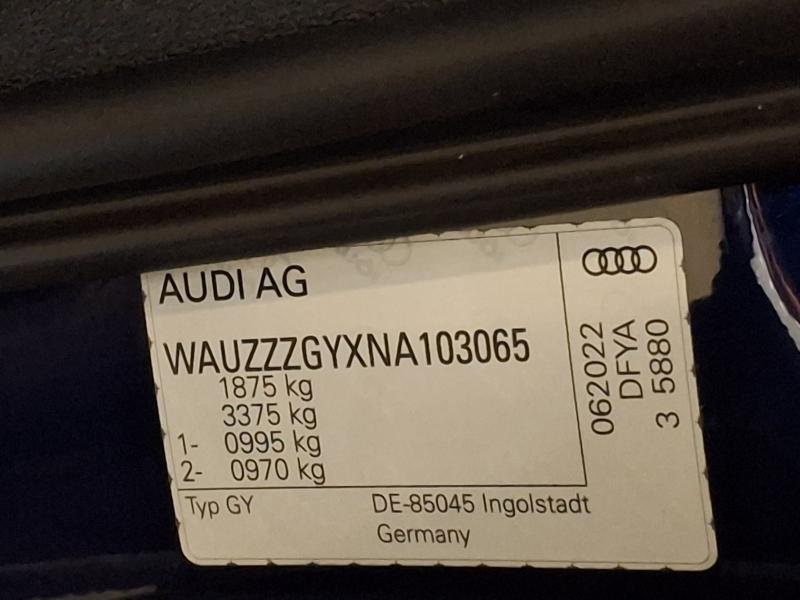 AUDI AG
WAUZZZGYXNA103065
1875 kg
3375 kg
1- 0995 kg
2- 0970 kg
Typ GY
DE-85045 Ingolstadt
Germany
062022
DFYA
3 5880